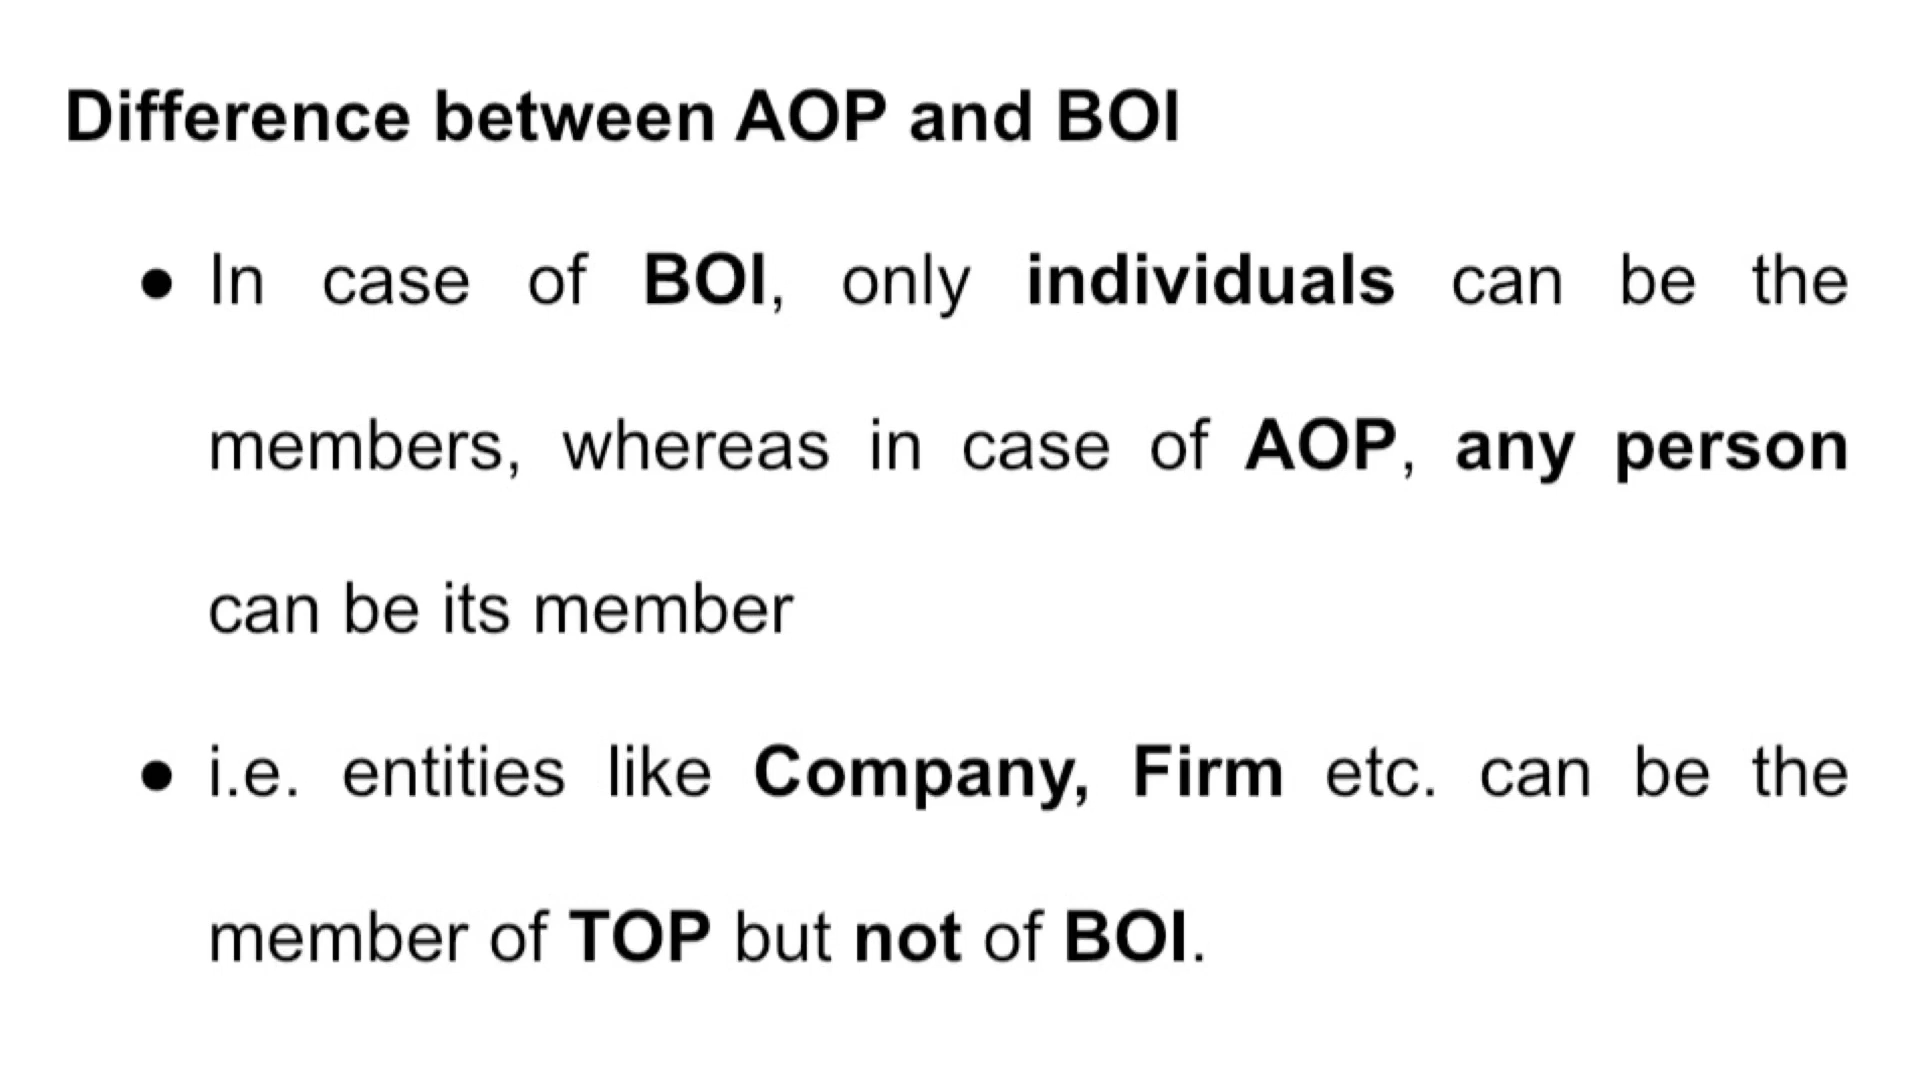 Difference between AOP and BOI
● In case of BOI, only individuals can be the
members, whereas in case of AOP, any person
can be its member
● i.e. entities like Company, Firm etc. can be the
member of TOP but not of BOI.